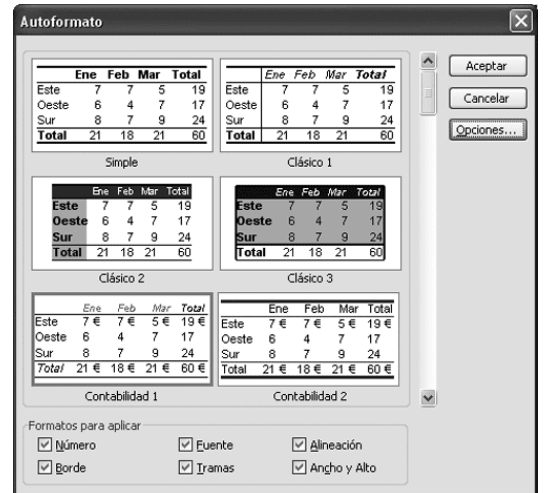 Autoformato
Ene Feb Mar Total
Este 7 7 5 19
Oeste 6 4 7 17
Sur 8 7 9 24
Total 21 18 21 60
Simple
Ene Feb Mar Total
Este 7 7 5 19
Oeste 6 4 7 17
Sur 8 7 9 24
Total 21 18 21 60
Clásico 1
Aceptar
Cancelar
Opciones...
Ene Feb Mar Total
Este 7 7 5 19
Oeste 6 4 7 17
Sur 8 7 9 24
Total 21 18 21 60
Clásico 2
Ene Feb Mar Total
Este 7 7 5 19
Oeste 6 4 7 17
Sur 8 7 9 24
Total 21 18 21 60
Clásico 3
Ene Feb Mar Total
Este 7 € 7 € 5 € 19 €
Oeste 6 4 7 17
Sur 8 7 9 24
Total 21 € 18 € 21 € 60 €
Contabilidad 1
Ene Feb Mar Total
Este 7 € 7 € 5 € 19 €
Oeste 6 4 7 17
Sur 8 7 9 24
Total 21 € 18 € 21 € 60 €
Contabilidad 2
Formatos para aplicar
Número Fuente Alineación
Borde Tramas Ancho y Alto